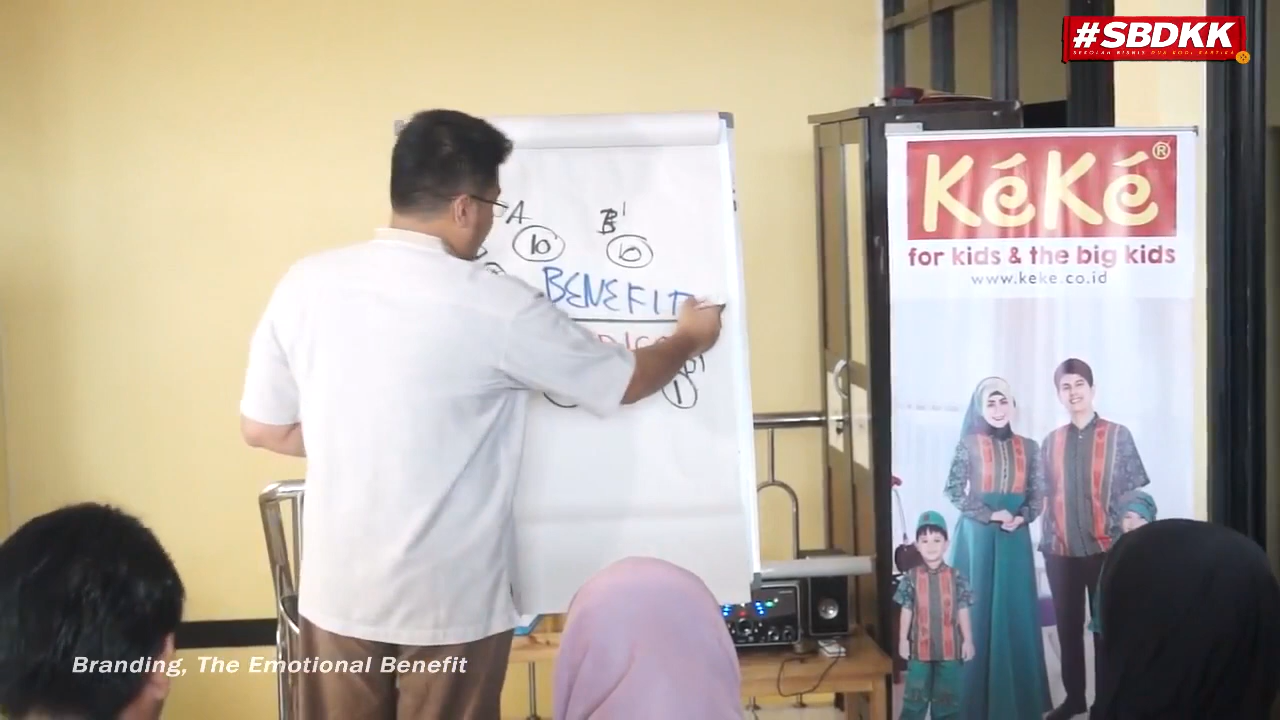 #SBDKK
KéKé®
for kids & the big kids
www.keke.co.id
A B'
10 10
BENEFIT
1
Branding, The Emotional Benefit